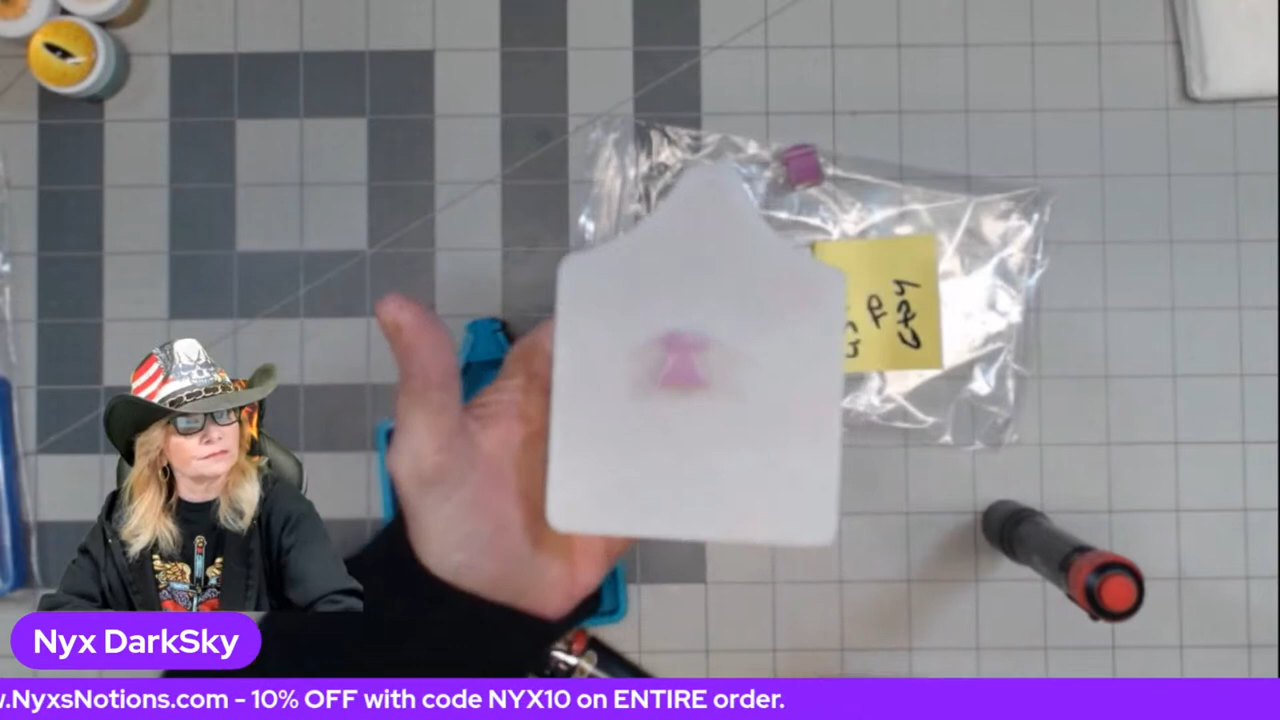 Nyx DarkSky
w.NyxsNotions.com - 10% OFF with code NYX10 on ENTIRE order.